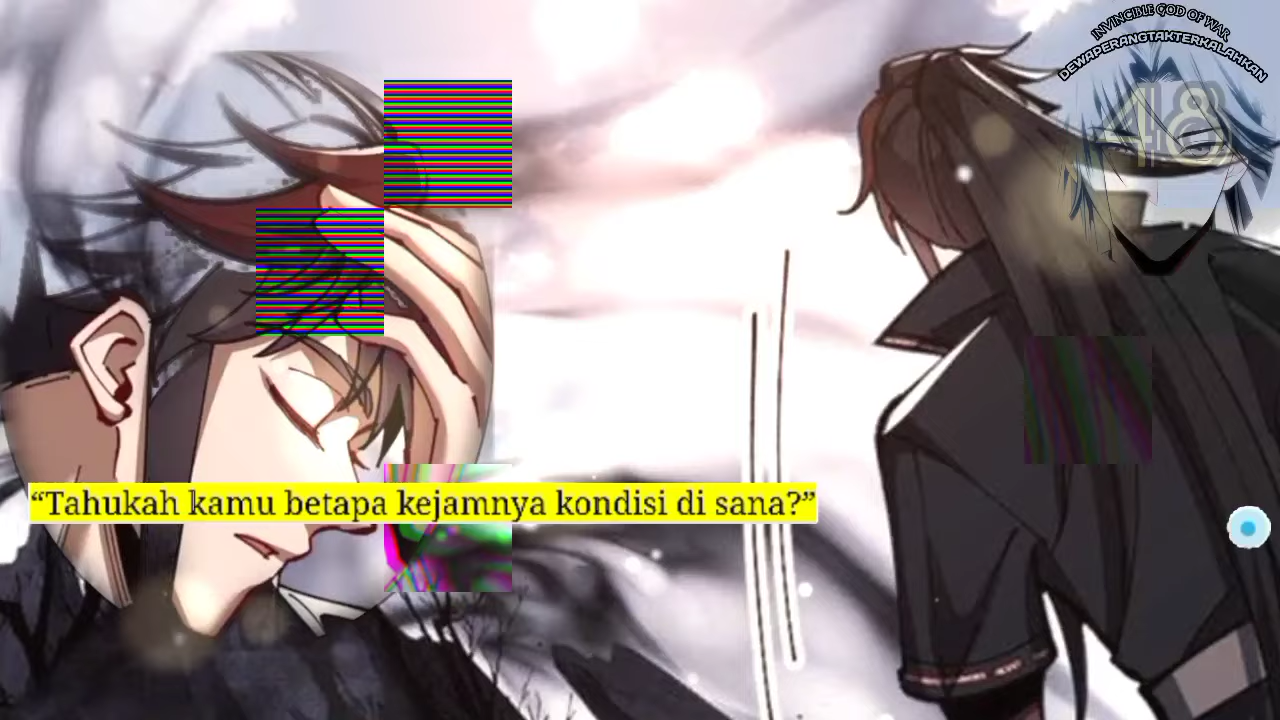 INVINCIBLE GOD OF WAR
DEWAPERANGTAKTERKALAHKAN
48
“Tahukah kamu betapa kejamnya kondisi di sana?”